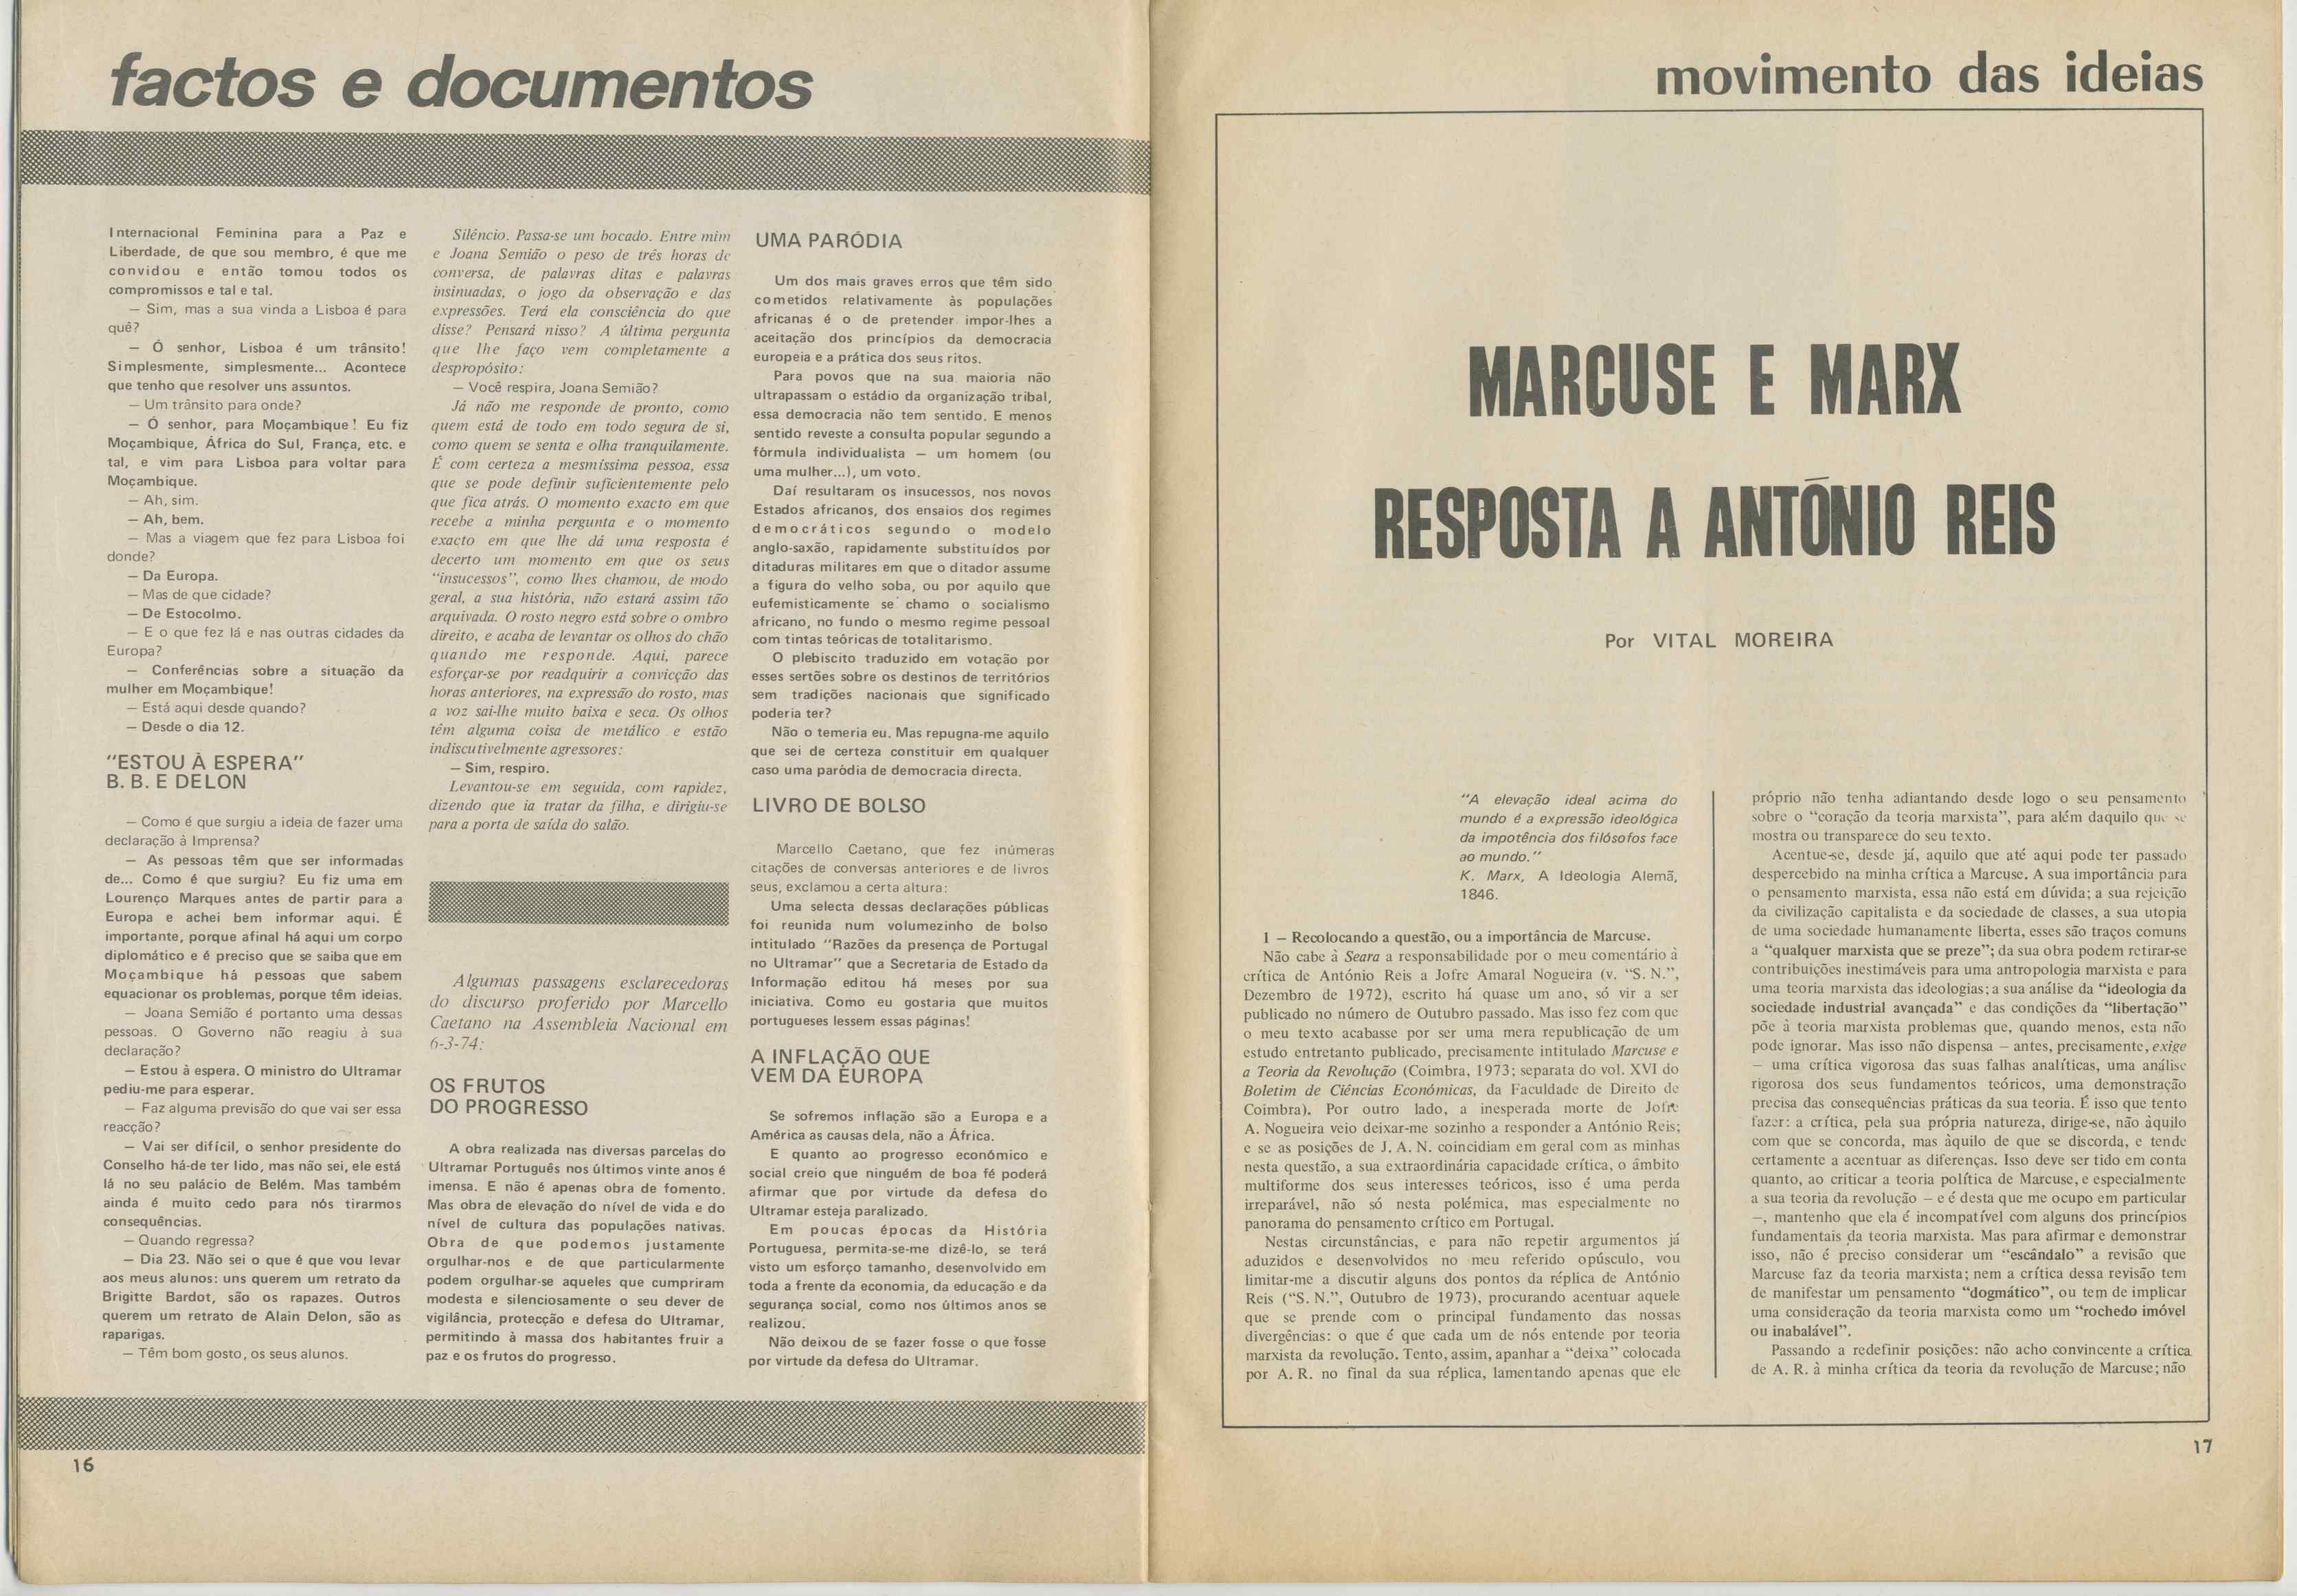 factos e documentos
Internacional Feminina para a Paz e
Liberdade, de que sou membro, é que me
convidou e então tomou todos os
compromissos e tal e tal.
— Sim, mas a sua vinda a Lisboa é para
quê?
— Ó senhor, Lisboa é um trânsito!
Simplesmente, simplesmente... Acontece
que tenho que resolver uns assuntos.
— Um trânsito para onde?
— Ó senhor, para Moçambique! Eu fiz
Moçambique, África do Sul, França, etc. e
tal, e vim para Lisboa para voltar para
Moçambique.
— Ah, sim.
— Ah, bem.
— Mas a viagem que fez para Lisboa foi
donde?
— Da Europa.
— Mas de que cidade?
— De Estocolmo.
— E o que fez lá e nas outras cidades da
Europa?
— Conferências sobre a situação da
mulher em Moçambique!
— Está aqui desde quando?
— Desde o dia 12.
"ESTOU À ESPERA"
B. B. E DELON
— Como é que surgiu a ideia de fazer uma
declaração à Imprensa?
— As pessoas têm que ser informadas
de... Como é que surgiu? Eu fiz uma em
Lourenço Marques antes de partir para a
Europa e achei bem informar aqui. É
importante, porque afinal há aqui um corpo
diplomático e é preciso que se saiba que em
Moçambique há pessoas que sabem
equacionar os problemas, porque têm ideias.
— Joana Semião é portanto uma dessas
pessoas. O Governo não reagiu à sua
declaração?
— Estou à espera. O ministro do Ultramar
pediu-me para esperar.
— Faz alguma previsão do que vai ser essa
reacção?
— Vai ser difícil, o senhor presidente do
Conselho há-de ter lido, mas não sei, ele está
lá no seu palácio de Belém. Mas também
ainda é muito cedo para nós tirarmos
consequências.
— Quando regressa?
— Dia 23. Não sei o que é que vou levar
aos meus alunos: uns querem um retrato da
Brigitte Bardot, são os rapazes. Outros
querem um retrato de Alain Delon, são as
raparigas.
— Têm bom gosto, os seus alunos.
Silêncio. Passa-se um bocado. Entre mim
e Joana Semião o peso de três horas de
conversa, de palavras ditas e palavras
insinuadas, o jogo da observação e das
expressões. Terá ela consciência do que
disse? Pensará nisso? A última pergunta
que lhe faço vem completamente a
despropósito:
— Você respira, Joana Semião?
Já não me responde de pronto, como
quem está de todo em todo segura de si,
como quem se senta e olha tranquilamente.
É com certeza a mesmíssima pessoa, essa
que se pode definir suficientemente pelo
que fica atrás. O momento exacto em que
recebe a minha pergunta e o momento
exacto em que lhe dá uma resposta é
decerto um momento em que os seus
"insucessos", como lhes chamou, de modo
geral, a sua história, não estará assim tão
arquivada. O rosto negro está sobre o ombro
direito, e acaba de levantar os olhos do chão
quando me responde. Aqui, parece
esforçar-se por readquirir a convicção das
horas anteriores, na expressão do rosto, mas
a voz sai-lhe muito baixa e seca. Os olhos
têm alguma coisa de metálico e estão
indiscutivelmente agressores:
— Sim, respiro.
Levantou-se em seguida, com rapidez,
dizendo que ia tratar da filha, e dirigiu-se
para a porta de saída do salão.
Algumas passagens esclarecedoras
do discurso proferido por Marcello
Caetano na Assembleia Nacional em
6-3-74:
OS FRUTOS
DO PROGRESSO
A obra realizada nas diversas parcelas do
Ultramar Português nos últimos vinte anos é
imensa. E não é apenas obra de fomento.
Mas obra de elevação do nível de vida e do
nível de cultura das populações nativas.
Obra de que podemos justamente
orgulhar-nos e de que particularmente
podem orgulhar-se aqueles que cumpriram
modesta e silenciosamente o seu dever de
vigilância, protecção e defesa do Ultramar,
permitindo à massa dos habitantes fruir a
paz e os frutos do progresso.
UMA PARÓDIA
Um dos mais graves erros que têm sido
cometidos relativamente às populações
africanas é o de pretender impor-lhes a
aceitação dos princípios da democracia
europeia e a prática dos seus ritos.
Para povos que na sua maioria não
ultrapassam o estádio da organização tribal,
essa democracia não tem sentido. E menos
sentido reveste a consulta popular segundo a
fórmula individualista — um homem (ou
uma mulher...), um voto.
Daí resultaram os insucessos, nos novos
Estados africanos, dos ensaios dos regimes
democráticos segundo o modelo
anglo-saxão, rapidamente substituídos por
ditaduras militares em que o ditador assume
a figura do velho soba, ou por aquilo que
eufemisticamente se chamo o socialismo
africano, no fundo o mesmo regime pessoal
com tintas teóricas de totalitarismo.
O plebiscito traduzido em votação por
esses sertões sobre os destinos de territórios
sem tradições nacionais que significado
poderia ter?
Não o temeria eu. Mas repugna-me aquilo
que sei de certeza constituir em qualquer
caso uma paródia de democracia directa.
LIVRO DE BOLSO
Marcello Caetano, que fez inúmeras
citações de conversas anteriores e de livros
seus, exclamou a certa altura:
Uma selecta dessas declarações públicas
foi reunida num volumezinho de bolso
intitulado "Razões da presença de Portugal
no Ultramar" que a Secretaria de Estado da
Informação editou há meses por sua
iniciativa. Como eu gostaria que muitos
portugueses lessem essas páginas!
A INFLAÇÃO QUE
VEM DA EUROPA
Se sofremos inflação são a Europa e a
América as causas dela, não a África.
E quanto ao progresso económico e
social creio que ninguém de boa fé poderá
afirmar que por virtude da defesa do
Ultramar esteja paralizado.
Em poucas épocas da História
Portuguesa, permita-se-me dizê-lo, se terá
visto um esforço tamanho, desenvolvido em
toda a frente da economia, da educação e da
segurança social, como nos últimos anos se
realizou.
Não deixou de se fazer fosse o que fosse
por virtude da defesa do Ultramar.
16
movimento das ideias
MARCUSE E MARX
RESPOSTA A ANTÓNIO REIS
Por VITAL MOREIRA
"A elevação ideal acima do
mundo é a expressão ideológica
da impotência dos filósofos face
ao mundo."
K. Marx, A Ideologia Alemã,
1846.
1 — Recolocando a questão, ou a importância de Marcuse.
Não cabe à Seara a responsabilidade por o meu comentário à
crítica de António Reis a Jofre Amaral Nogueira (v. "S. N.",
Dezembro de 1972), escrito há quase um ano, só vir a ser
publicado no número de Outubro passado. Mas isso fez com que
o meu texto acabasse por ser uma mera republicação de um
estudo entretanto publicado, precisamente intitulado Marcuse e
a Teoria da Revolução (Coimbra, 1973; separata do vol. XVI do
Boletim de Ciências Económicas, da Faculdade de Direito de
Coimbra). Por outro lado, a inesperada morte de Jofre
A. Nogueira veio deixar-me sozinho a responder a António Reis;
e se as posições de J. A. N. coincidiam em geral com as minhas
nesta questão, a sua extraordinária capacidade crítica, o âmbito
multiforme dos seus interesses teóricos, isso é uma perda
irreparável, não só nesta polémica, mas especialmente no
panorama do pensamento crítico em Portugal.
Nestas circunstâncias, e para não repetir argumentos já
aduzidos e desenvolvidos no meu referido opúsculo, vou
limitar-me a discutir alguns dos pontos da réplica de António
Reis ("S. N.", Outubro de 1973), procurando acentuar aquele
que se prende com o principal fundamento das nossas
divergências: o que é que cada um de nós entende por teoria
marxista da revolução. Tento, assim, apanhar a "deixa" colocada
por A. R. no final da sua réplica, lamentando apenas que ele
próprio não tenha adiantando desde logo o seu pensamento
sobre o "coração da teoria marxista", para além daquilo que se
mostra ou transparece do seu texto.
Acentue-se, desde já, aquilo que até aqui pode ter passado
despercebido na minha crítica a Marcuse. A sua importância para
o pensamento marxista, essa não está em dúvida; a sua rejeição
da civilização capitalista e da sociedade de classes, a sua utopia
de uma sociedade humanamente liberta, esses são traços comuns
a "qualquer marxista que se preze"; da sua obra podem retirar-se
contribuições inestimáveis para uma antropologia marxista e para
uma teoria marxista das ideologias; a sua análise da "ideologia da
sociedade industrial avançada" e das condições da "libertação"
põe à teoria marxista problemas que, quando menos, esta não
pode ignorar. Mas isso não dispensa — antes, precisamente, exige
— uma crítica vigorosa das suas falhas analíticas, uma análise
rigorosa dos seus fundamentos teóricos, uma demonstração
precisa das consequências práticas da sua teoria. É isso que tento
fazer: a crítica, pela sua própria natureza, dirige-se, não àquilo
com que se concorda, mas àquilo de que se discorda, e tende
certamente a acentuar as diferenças. Isso deve ser tido em conta
quanto, ao criticar a teoria política de Marcuse, e especialmente
a sua teoria da revolução — e é desta que me ocupo em particular
—, mantenho que ela é incompatível com alguns dos princípios
fundamentais da teoria marxista. Mas para afirmar e demonstrar
isso, não é preciso considerar um "escândalo" a revisão que
Marcuse faz da teoria marxista; nem a crítica dessa revisão tem
de manifestar um pensamento "dogmático", ou tem de implicar
uma consideração da teoria marxista como um "rochedo imóvel
ou inabalável".
Passando a redefinir posições: não acho convincente a crítica
de A. R. à minha crítica da teoria da revolução de Marcuse; não
17